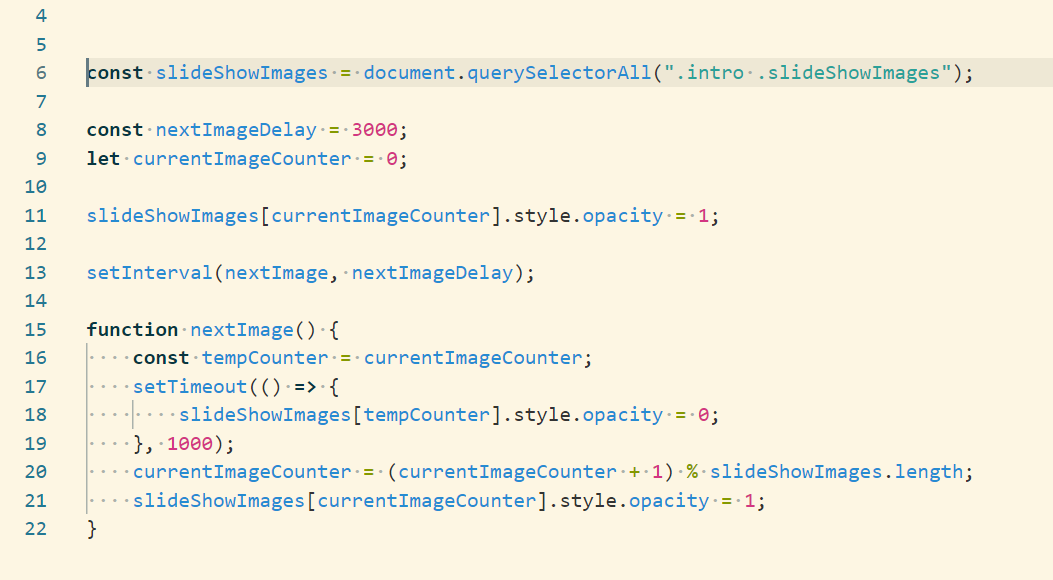 4
5
6 const slideShowImages = document.querySelectorAll(".intro .slideShowImages");
7
8 const nextImageDelay = 3000;
9 let currentImageCounter = 0;
10
11 slideShowImages[currentImageCounter].style.opacity = 1;
12
13 setInterval(nextImage, nextImageDelay);
14
15 function nextImage() {
16     const tempCounter = currentImageCounter;
17     setTimeout(() => {
18         slideShowImages[tempCounter].style.opacity = 0;
19     }, 1000);
20     currentImageCounter = (currentImageCounter + 1) % slideShowImages.length;
21     slideShowImages[currentImageCounter].style.opacity = 1;
22 }